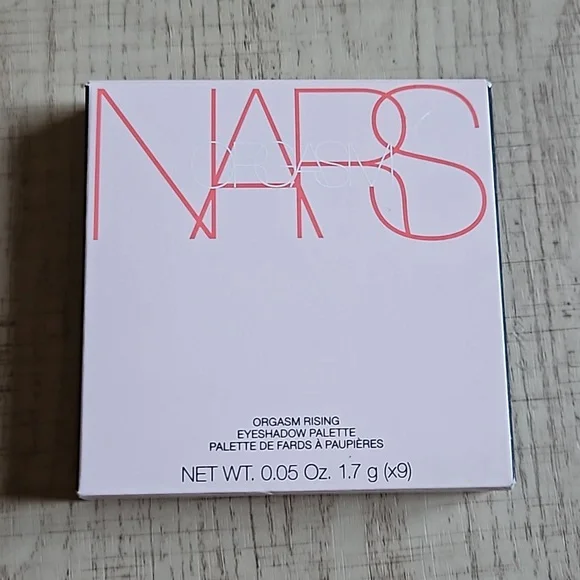 NARS
ORGASM
ORGASM RISING
EYESHADOW PALETTE
PALETTE DE FARDS À PAUPIÈRES
NET WT. 0.05 Oz. 1.7 g (x9)